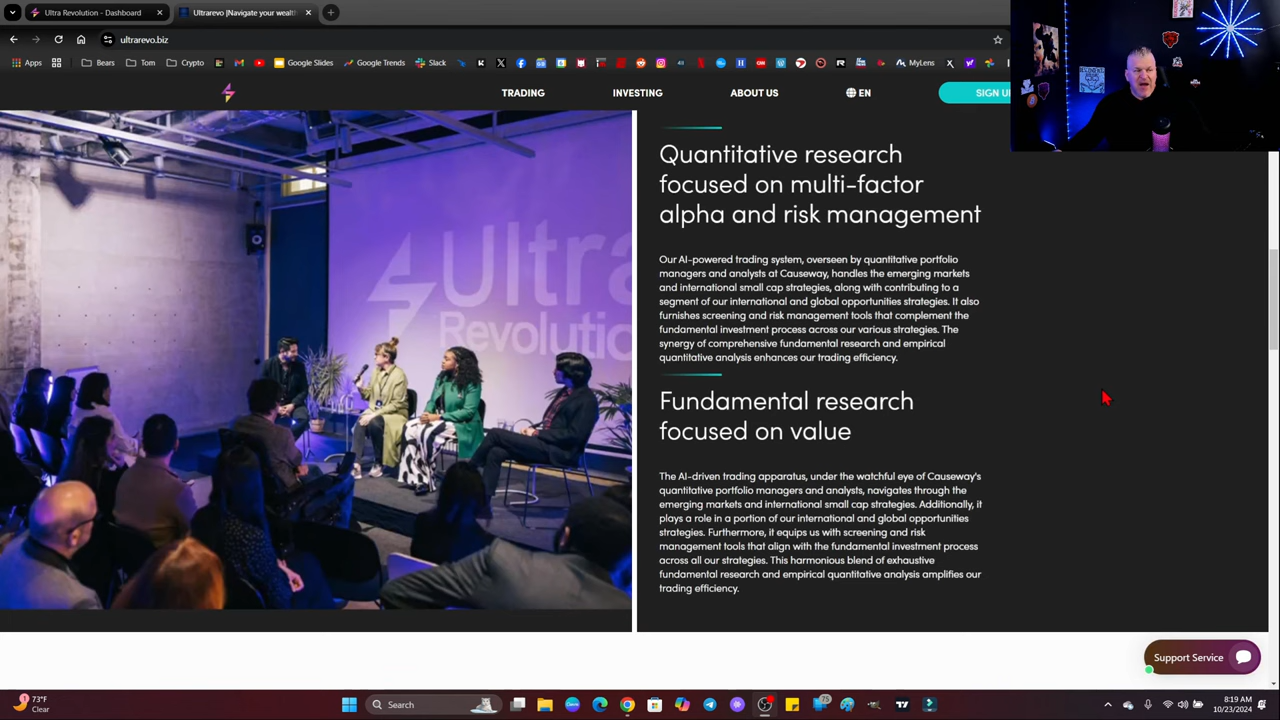 Ultra Revolution - Dashboard
Ultrarevo |Navigate your wealt
ultrarevo.biz
Apps
Bears
Tom
Crypto
Google Slides
Google Trends
Slack
MyLens
TRADING
INVESTING
ABOUT US
EN
SIGN U
Ultra
Revolution
Quantitative research
focused on multi-factor
alpha and risk management
Our AI-powered trading system, overseen by quantitative portfolio
managers and analysts at Causeway, handles the emerging markets
and international small cap strategies, along with contributing to a
segment of our international and global opportunities strategies. It also
furnishes screening and risk management tools that complement the
fundamental investment process across our various strategies. The
synergy of comprehensive fundamental research and empirical
quantitative analysis enhances our trading efficiency.
Fundamental research
focused on value
The AI-driven trading apparatus, under the watchful eye of Causeway's
quantitative portfolio managers and analysts, navigates through the
emerging markets and international small cap strategies. Additionally, it
plays a role in a portion of our international and global opportunities
strategies. Furthermore, it equips us with screening and risk
management tools that align with the fundamental investment process
across all our strategies. This harmonious blend of exhaustive
fundamental research and empirical quantitative analysis amplifies our
trading efficiency.
Support Service
73°F
Clear
Search
8:19 AM
10/23/2024